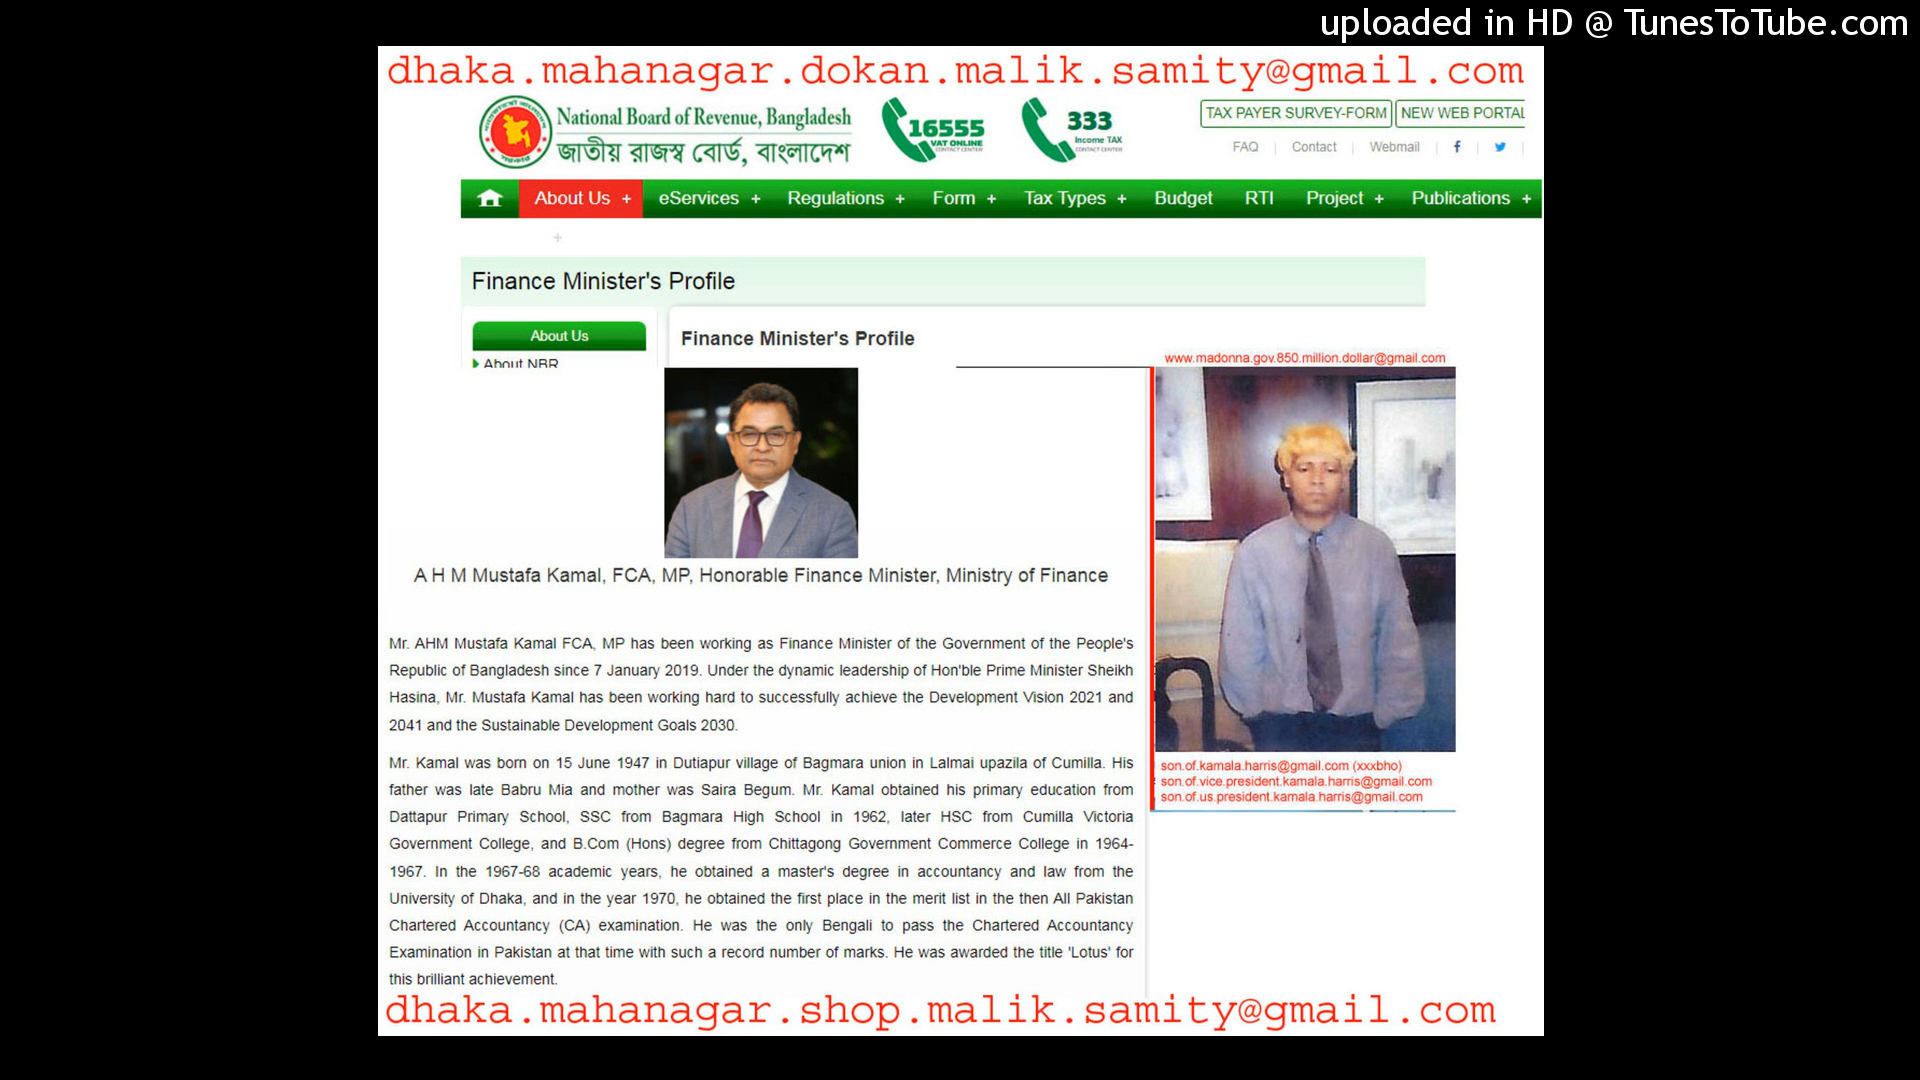 uploaded in HD @ TunesToTube.com
dhaka.mahanagar.dokan.malik.samity@gmail.com
National Board of Revenue, Bangladesh
জাতীয় রাজস্ব বোর্ড, বাংলাদেশ
16555
VAT ONLINE
CONTACT CENTER
333
Income TAX
CONTACT CENTER
TAX PAYER SURVEY-FORM
NEW WEB PORTAL
FAQ | Contact | Webmail
About Us +
eServices +
Regulations +
Form +
Tax Types +
Budget
RTI
Project +
Publications +
+
Finance Minister's Profile
About Us
About NBR
Finance Minister's Profile
www.madonna.gov.850.million.dollar@gmail.com
A H M Mustafa Kamal, FCA, MP, Honorable Finance Minister, Ministry of Finance
Mr. AHM Mustafa Kamal FCA, MP has been working as Finance Minister of the Government of the People's
Republic of Bangladesh since 7 January 2019. Under the dynamic leadership of Hon'ble Prime Minister Sheikh
Hasina, Mr. Mustafa Kamal has been working hard to successfully achieve the Development Vision 2021 and
2041 and the Sustainable Development Goals 2030.
Mr. Kamal was born on 15 June 1947 in Dutiapur village of Bagmara union in Lalmai upazila of Cumilla. His
father was late Babru Mia and mother was Saira Begum. Mr. Kamal obtained his primary education from
Dattapur Primary School, SSC from Bagmara High School in 1962, later HSC from Cumilla Victoria
Government College, and B.Com (Hons) degree from Chittagong Government Commerce College in 1964-
1967. In the 1967-68 academic years, he obtained a master's degree in accountancy and law from the
University of Dhaka, and in the year 1970, he obtained the first place in the merit list in the then All Pakistan
Chartered Accountancy (CA) examination. He was the only Bengali to pass the Chartered Accountancy
Examination in Pakistan at that time with such a record number of marks. He was awarded the title 'Lotus' for
this brilliant achievement.
son.of.kamala.harris@gmail.com (xxxbho)
son.of.vice.president.kamala.harris@gmail.com
son.of.us.president.kamala.harris@gmail.com
dhaka.mahanagar.shop.malik.samity@gmail.com